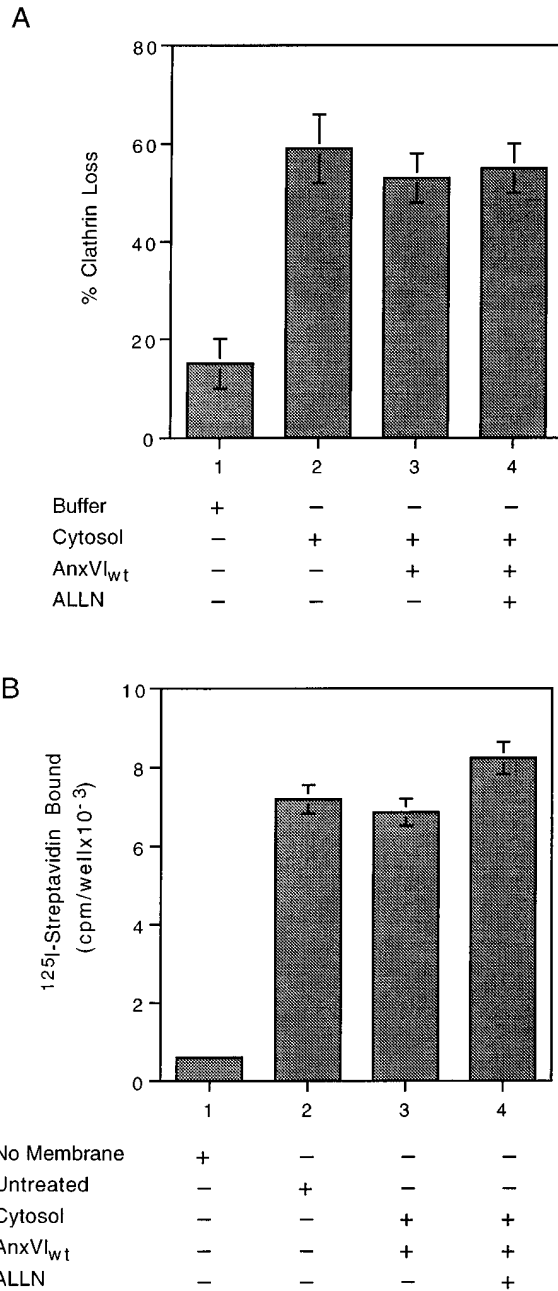 A
80
60
40
20
0
% Clathrin Loss
1 2 3 4
Buffer + – – –
Cytosol – + + +
AnxVIwt – – + +
ALLN – – – +
B
10
8
6
4
2
0
125I-Streptavidin Bound
(cpm/wellx10-3)
1 2 3 4
No Membrane + – – –
Untreated – + – –
Cytosol – – + +
AnxVIwt – – + +
ALLN – – – +